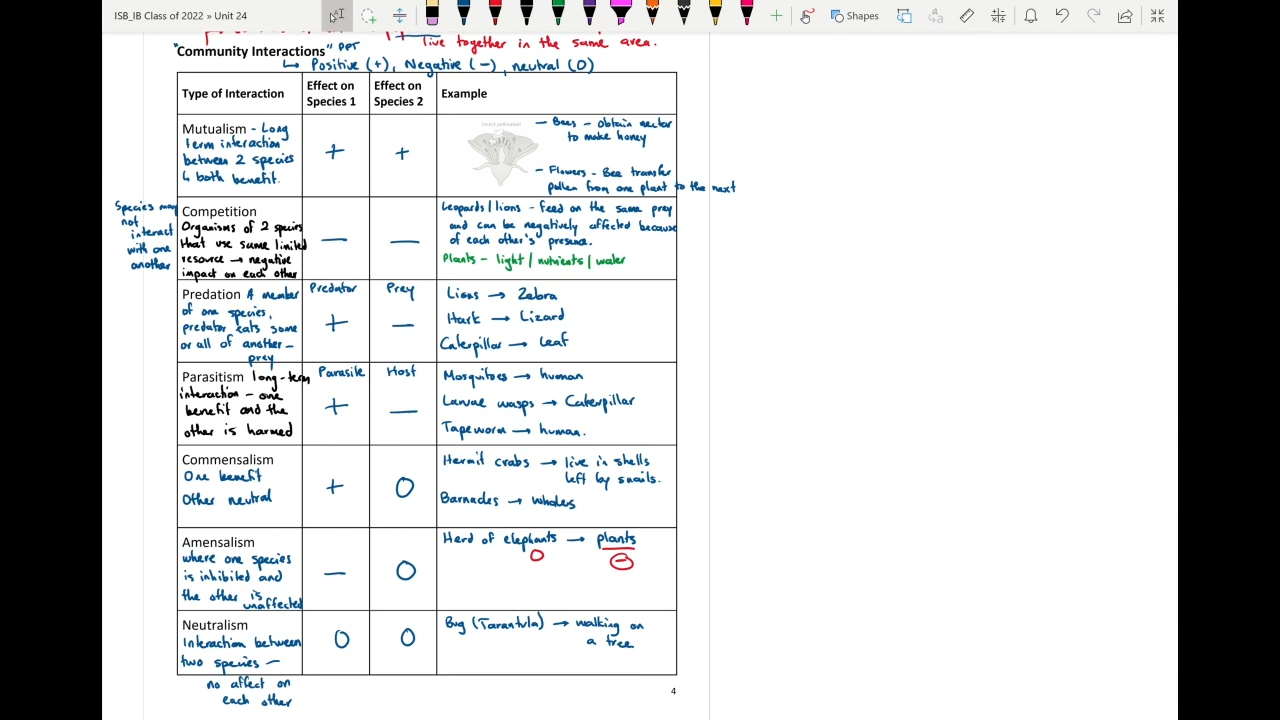 ISB_IB Class of 2022 » Unit 24
Shapes
live together in the same area.
"Community Interactions" PPT
↳ Positive (+), Negative (-), neutral (0)
Type of Interaction
Effect on
Species 1
Effect on
Species 2
Example
Mutualism - Long
term interaction
between 2 species
& both benefit.
+
+
Insect pollination
- Bees - obtain nectar
to make honey
- Flowers - Bee transfer
pollen from one plant to the next
Species may
not
interact
with one
another
Competition
Organisms of 2 species
that use same limited
resource → negative
impact on each other
—
—
Leopards/lions - feed on the same prey
and can be negatively affected because
of each other's presence.
Plants - light/nutrients/water
Predation A member
of one species,
predator eats some
or all of another -
prey
Predator
+
Prey
—
Lions → Zebra
Hark → Lizard
Caterpillar → leaf
Parasitism long-term
interaction - one
benefit and the
other is harmed
Parasite
+
Host
—
Mosquitoes → human
Larvae wasps → Caterpillar
Tapeworm → human.
Commensalism
One benefit
Other neutral
+
0
Hermit crabs → live in shells
left by snails.
Barnacles → whales
Amensalism
where one species
is inhibited and
the other is
unaffected
—
0
Herd of elephants → plants
0 -
Neutralism
Interaction between
two species -
no affect on
each other
0
0
Bug (Tarantula) → walking on
a tree
4